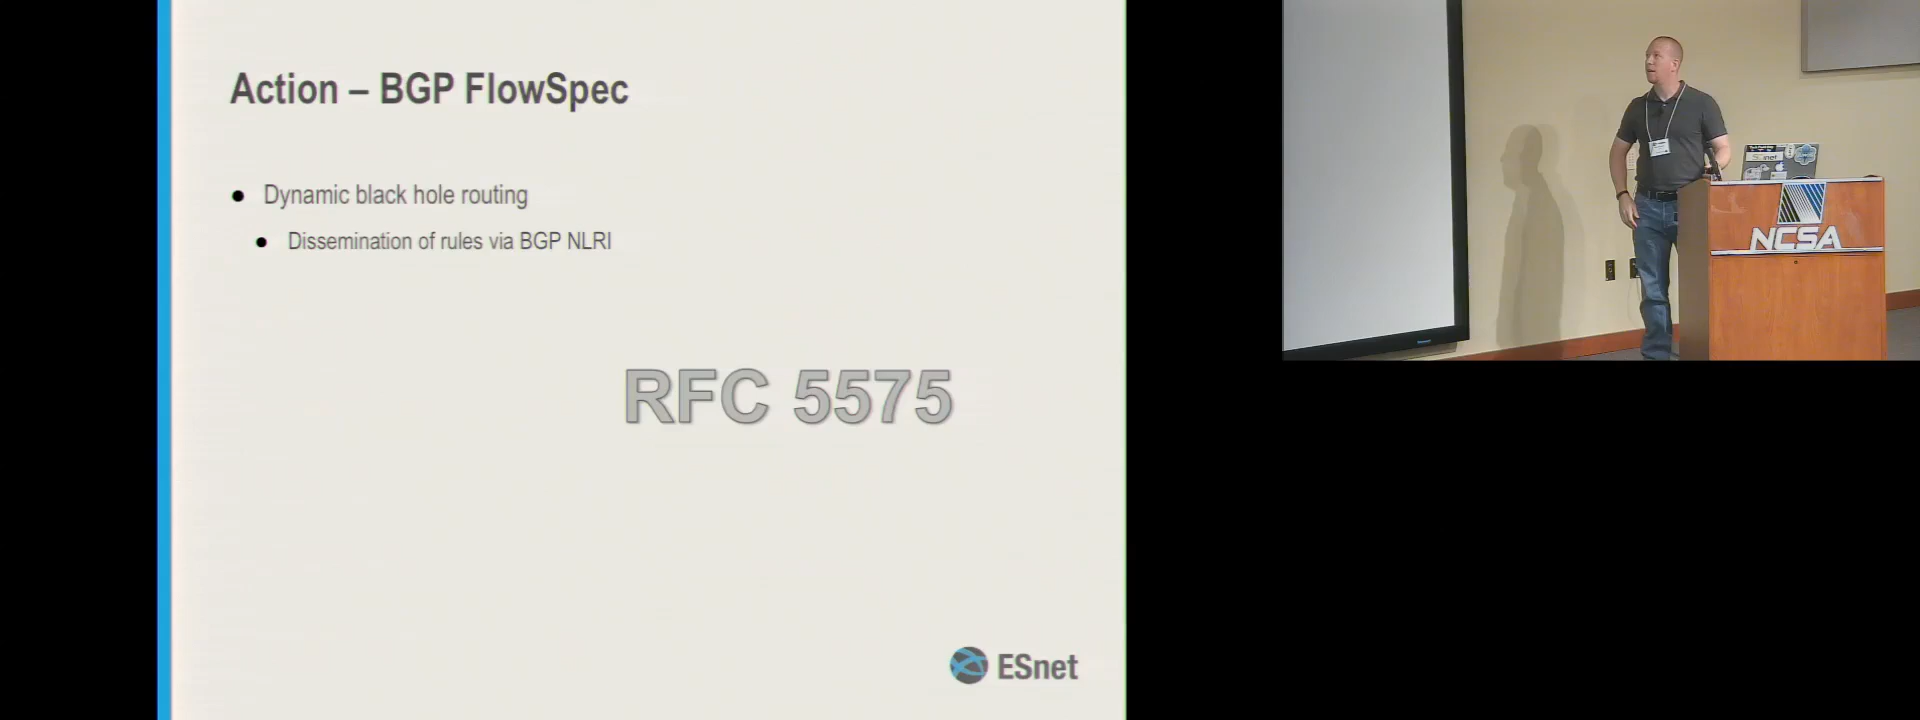 Action – BGP FlowSpec
● Dynamic black hole routing
● Dissemination of rules via BGP NLRI
RFC 5575
ESnet
NCSA